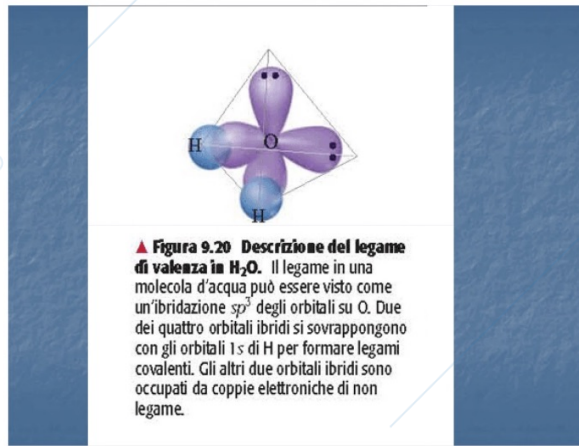 H
O
H
▲ Figura 9.20 Descrizione del legame
di valenza in H₂O. Il legame in una
molecola d'acqua può essere visto come
un'ibridazione sp³ degli orbitali su O. Due
dei quattro orbitali ibridi si sovrappongono
con gli orbitali 1s di H per formare legami
covalenti. Gli altri due orbitali ibridi sono
occupati da coppie elettroniche di non
legame.